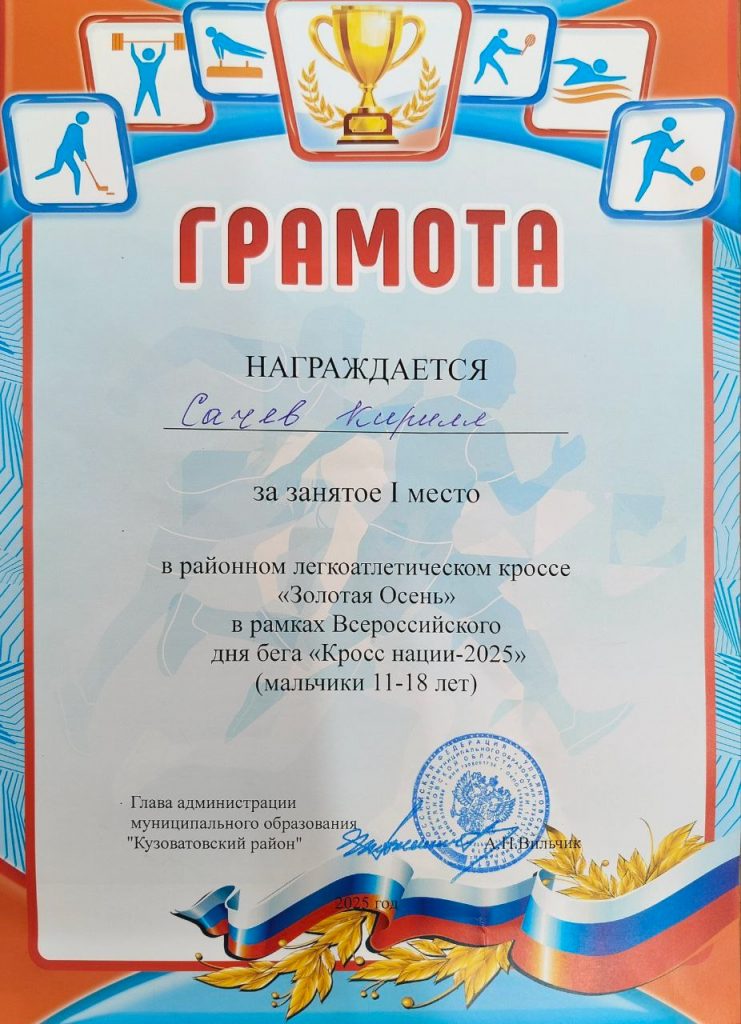 ГРАМОТА
НАГРАЖДАЕТСЯ
Сачев Кирилл
за занятое I место
в районном легкоатлетическом кроссе
«Золотая Осень»
в рамках Всероссийского
дня бега «Кросс нации-2025»
(мальчики 11-18 лет)
Глава администрации
муниципального образования
"Кузоватовский район"
А.Н.Вильчик
2025 год